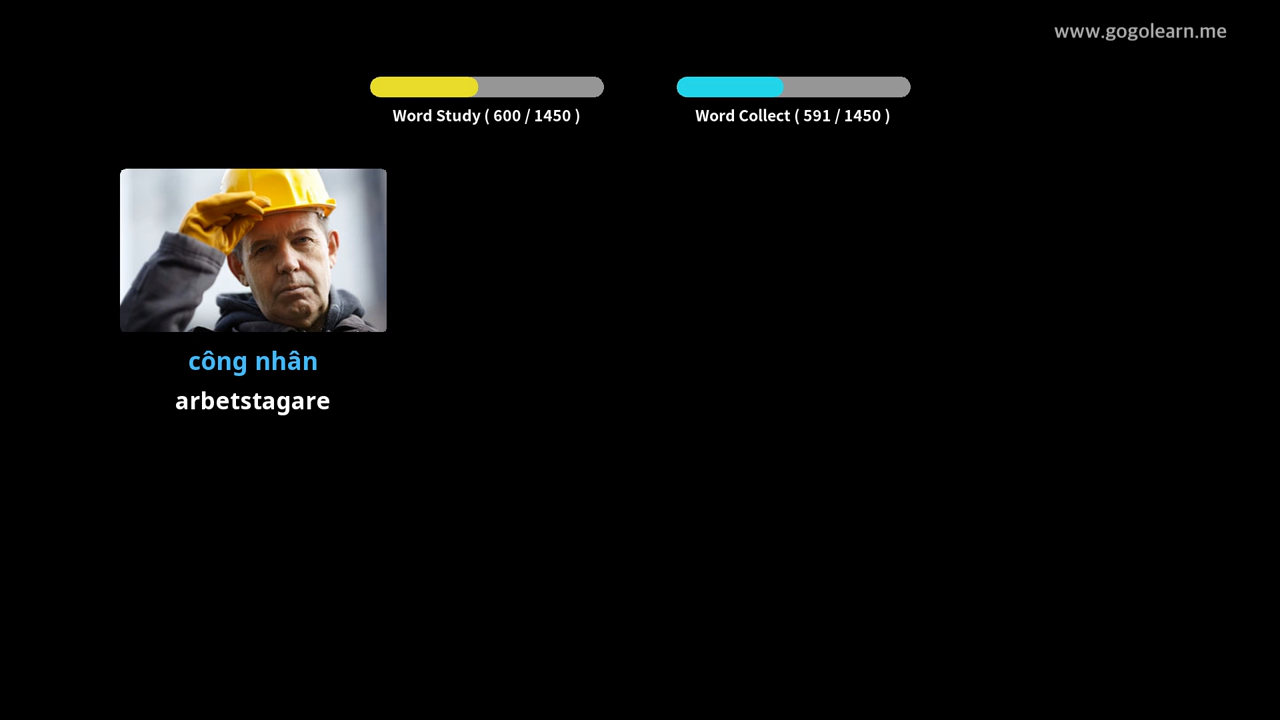 www.gogolearn.me
Word Study ( 600 / 1450 )
Word Collect ( 591 / 1450 )
công nhân
arbetstagare